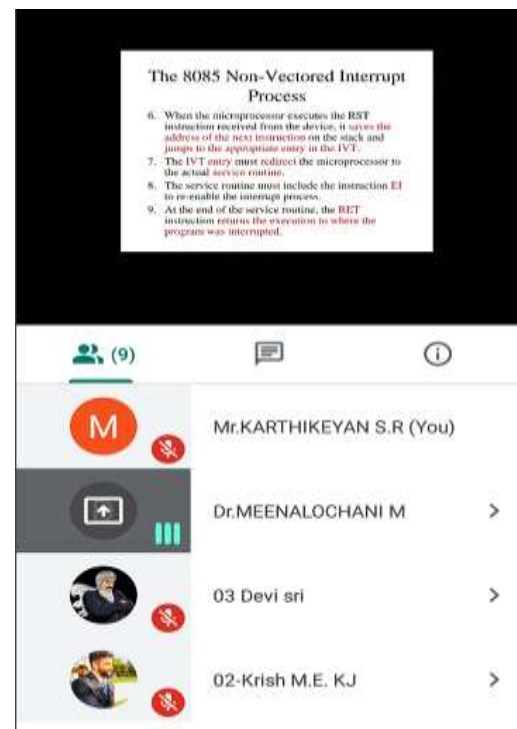 The 8085 Non-Vectored Interrupt
Process
6. When the microprocessor executes the RST
instruction received from the device, it saves the
address of the next instruction on the stack and
jumps to the appropriate entry in the IVT.
7. The IVT entry must redirect the microprocessor to
the actual service routine.
8. The service routine must include the instruction EI
to re-enable the interrupt process.
9. At the end of the service routine, the RET
instruction returns the execution to where the
program was interrupted.
(9)
M
Mr.KARTHIKEYAN S.R (You)
Dr.MEENALOCHANI M
03 Devi sri
02-Krish M.E. KJ